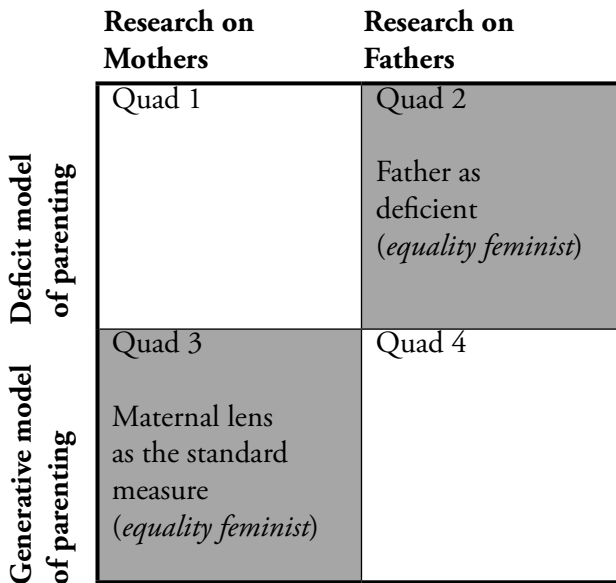 Research on
Mothers
Research on
Fathers
Deficit model
of parenting
Quad 1
Quad 2
Father as
deficient
(equality feminist)
Generative model
of parenting
Quad 3
Maternal lens
as the standard
measure
(equality feminist)
Quad 4